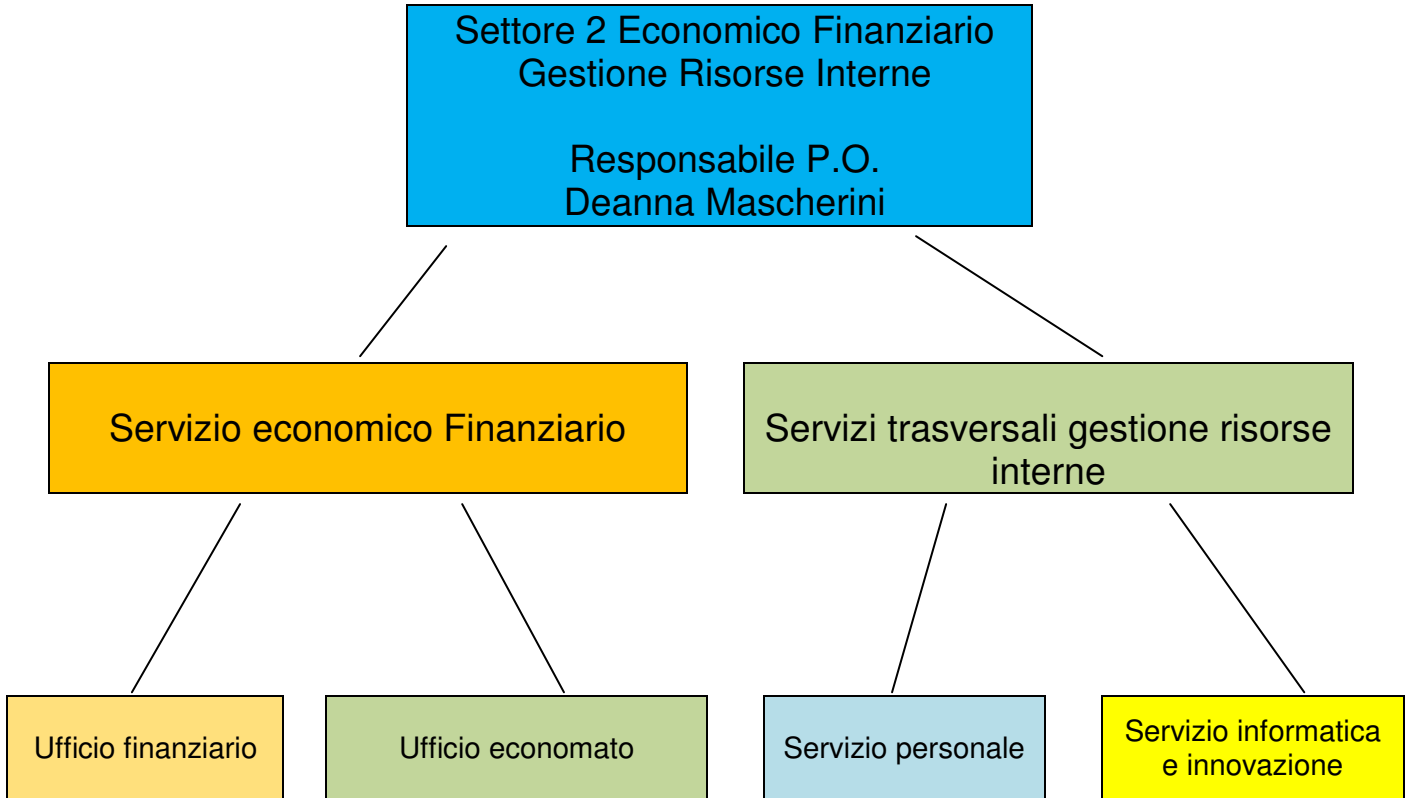 Settore 2 Economico Finanziario
Gestione Risorse Interne
Responsabile P.O.
Deanna Mascherini
Servizio economico Finanziario
Servizi trasversali gestione risorse
interne
Ufficio finanziario
Ufficio economato
Servizio personale
Servizio informatica
e innovazione